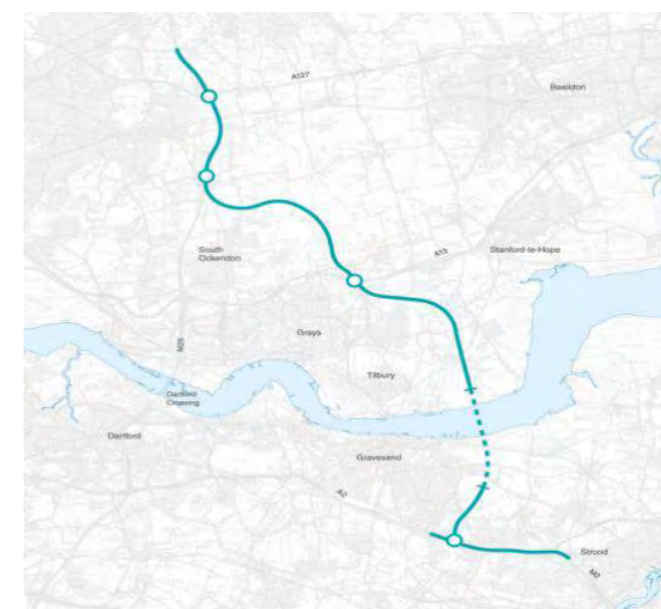 A127
Basildon
South
Ockendon
A13
Stanford-le-Hope
Grays
M25
Tilbury
Dartford
Crossing
Dartford
Gravesend
A2
Strood
M2